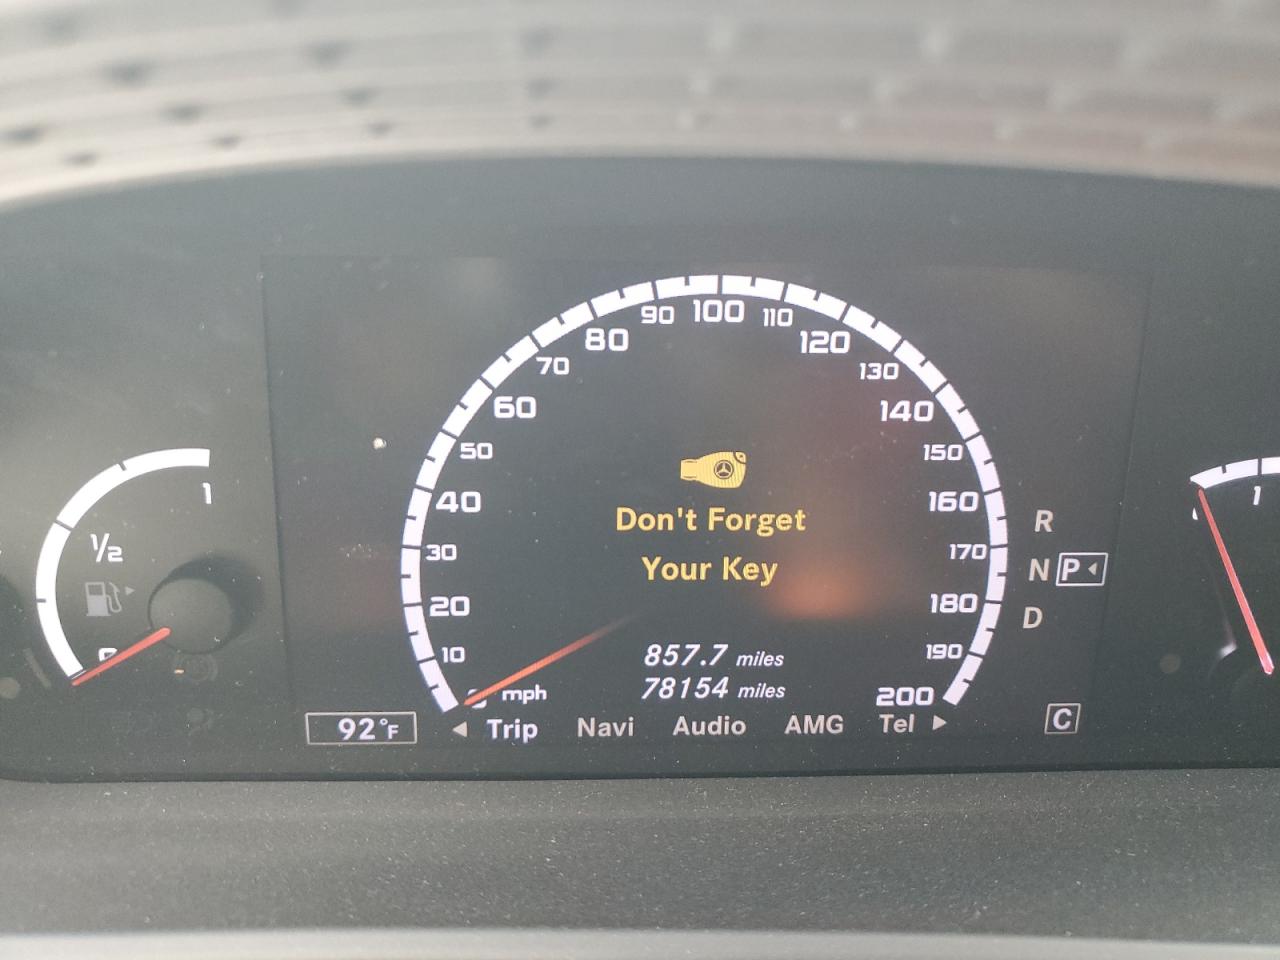 90 100 110
80 120
70 130
60 140
50 150
40 160
30 170
20 180
10 190
mph 200
1
½
Don't Forget
Your Key
857.7 miles
78154 miles
R
N P
D
1
92°F
Trip Navi Audio AMG Tel
C